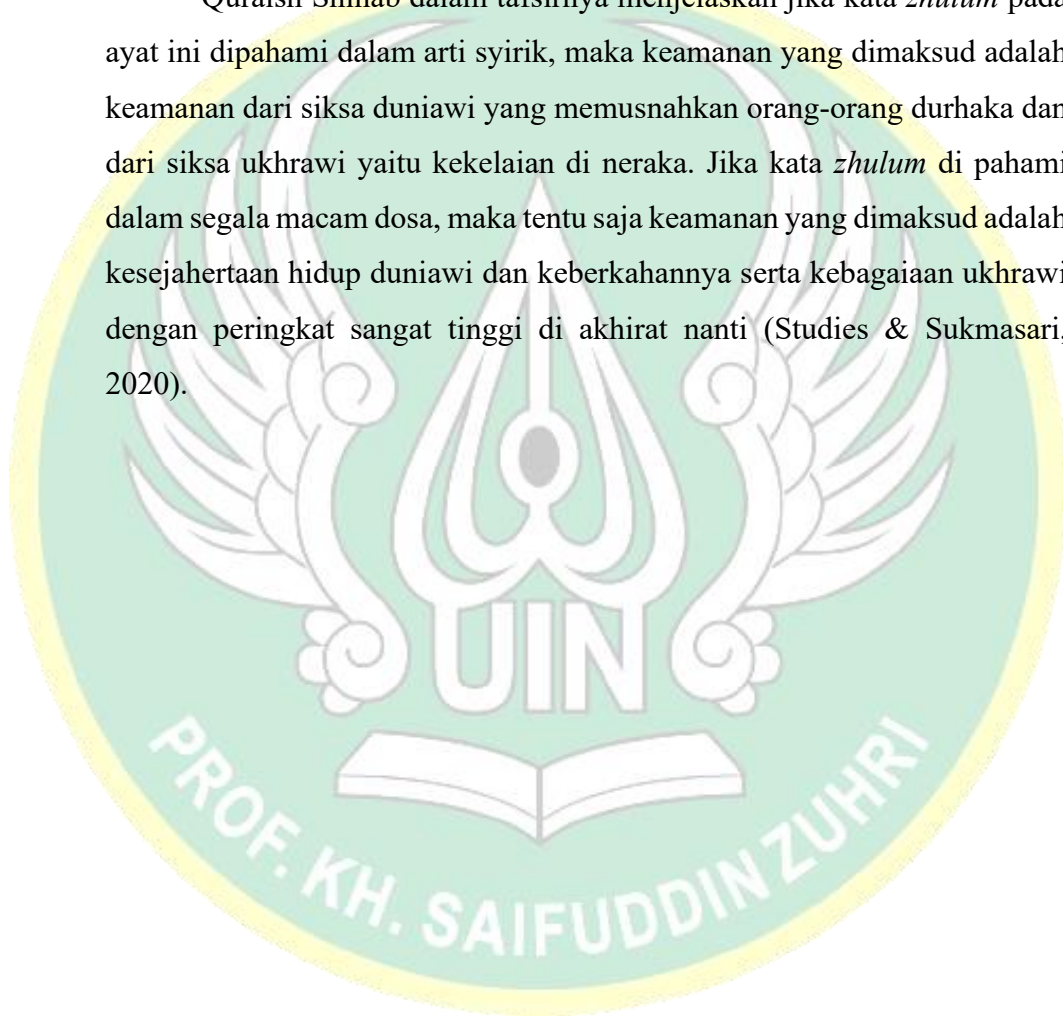 Quraish Shihab dalam tafsirnya menjelaskan jika kata zhulum pada
ayat ini dipahami dalam arti syirik, maka keamanan yang dimaksud adalah
keamanan dari siksa duniawi yang memusnahkan orang-orang durhaka dan
dari siksa ukhrawi yaitu kekelaian di neraka. Jika kata zhulum di pahami
dalam segala macam dosa, maka tentu saja keamanan yang dimaksud adalah
kesejahertaan hidup duniawi dan keberkahannya serta kebagaiaan ukhrawi
dengan peringkat sangat tinggi di akhirat nanti (Studies & Sukmasari,
2020).
UIN
PROF. KH. SAIFUDDIN ZUHRI